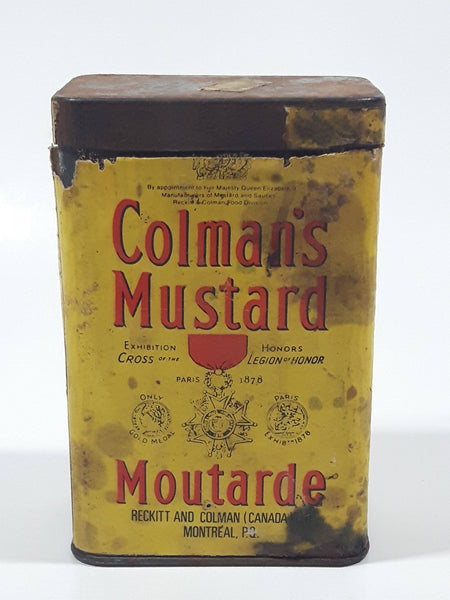 By appointment to Her Majesty Queen Elizabeth II
Manufacturers of Mustard and Sauces
Reckitt & Colman Food Division
Colman's
Mustard
EXHIBITION HONORS
CROSS OF THE LEGION OF HONOR
PARIS 1878
ONLY GOLD MEDAL
PARIS EXHIBTN 1878
Moutarde
RECKITT AND COLMAN (CANADA)
MONTREAL, P.Q.